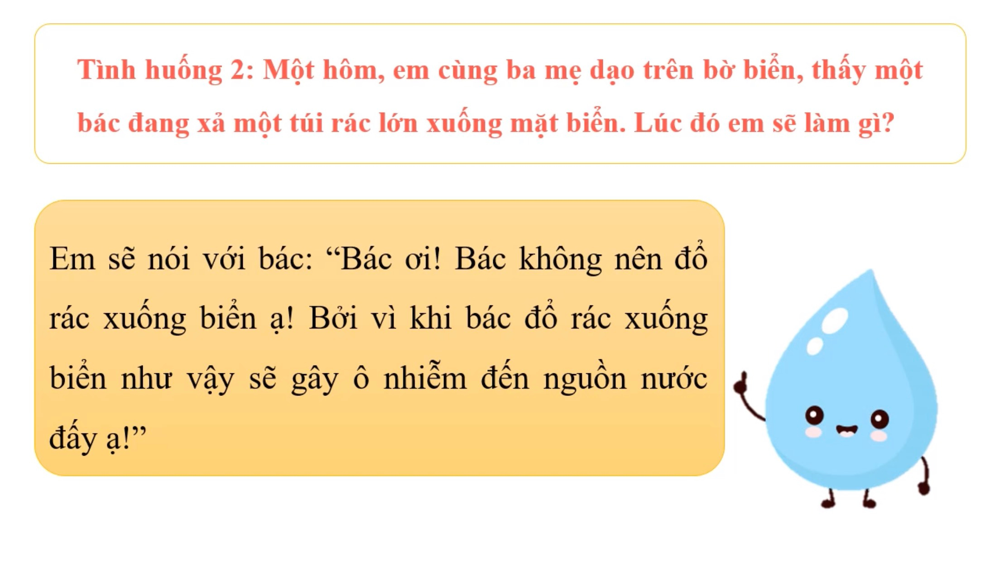 Tình huống 2: Một hôm, em cùng ba mẹ dạo trên bờ biển, thấy một
bác đang xả một túi rác lớn xuống mặt biển. Lúc đó em sẽ làm gì?
Em sẽ nói với bác: “Bác ơi! Bác không nên đổ
rác xuống biển ạ! Bởi vì khi bác đổ rác xuống
biển như vậy sẽ gây ô nhiễm đến nguồn nước
đấy ạ!”